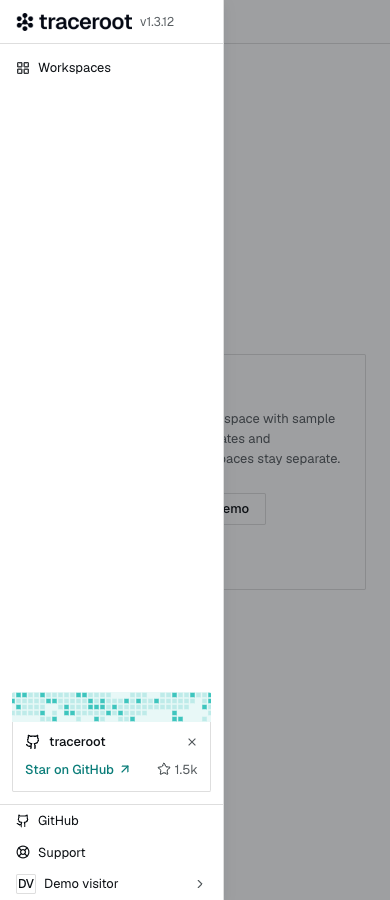 traceroot v1.3.12
Workspaces
space with sample
ates and
paces stay separate.
emo
traceroot
Star on GitHub 1.5k
GitHub
Support
DV Demo visitor